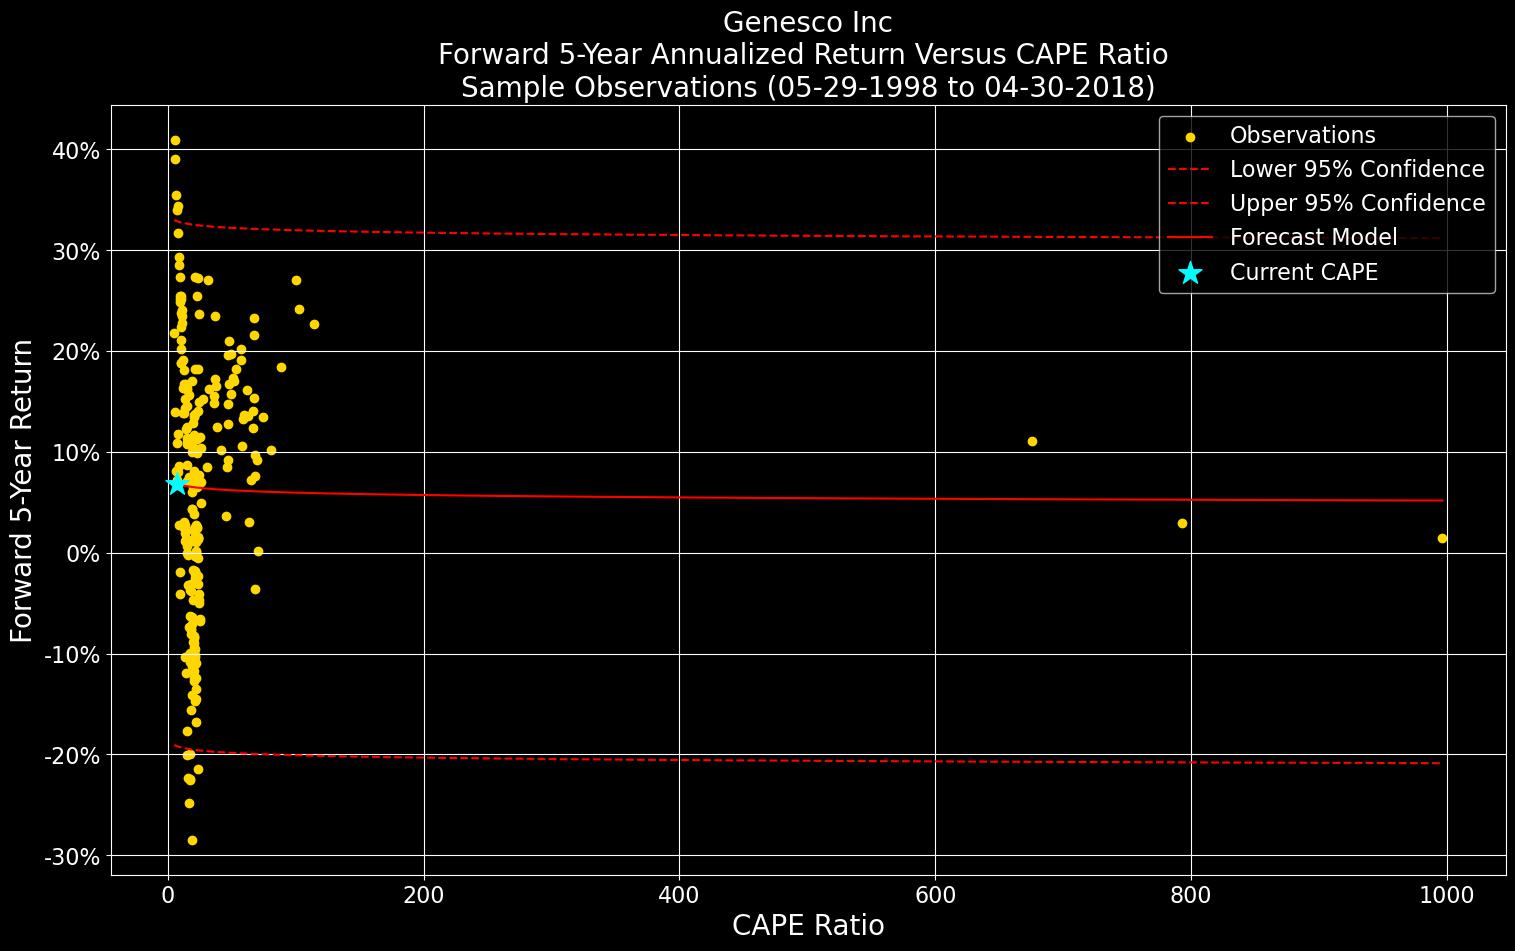 Genesco Inc
Forward 5-Year Annualized Return Versus CAPE Ratio
Sample Observations (05-29-1998 to 04-30-2018)
Observations
Lower 95% Confidence
Upper 95% Confidence
Forecast Model
Current CAPE
Forward 5-Year Return
40%
30%
20%
10%
0%
-10%
-20%
-30%
0 200 400 600 800 1000
CAPE Ratio